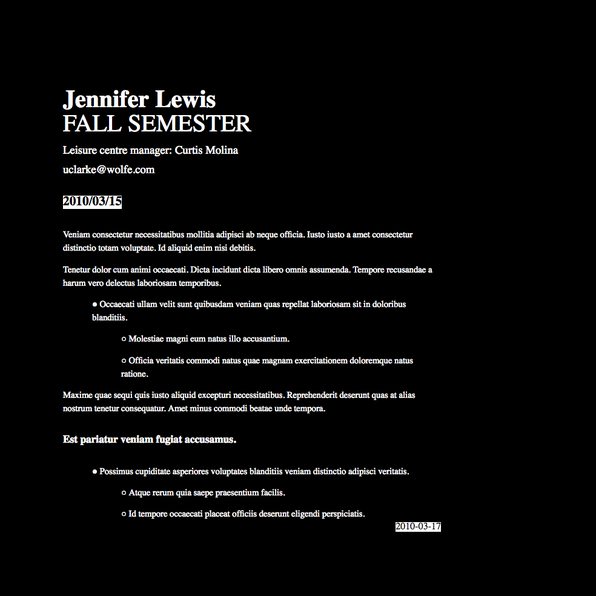 Jennifer Lewis
FALL SEMESTER
Leisure centre manager: Curtis Molina
uclarke@wolfe.com
2010/03/15
Veniam consectetur necessitatibus mollitia adipisci ab neque officia. Iusto iusto a amet consectetur
distinctio totam voluptate. Id aliquid enim nisi debitis.
Tenetur dolor cum animi occaecati. Dicta incidunt dicta libero omnis assumenda. Tempore recusandae a
harum vero delectus laboriosam temporibus.
● Occaecati ullam velit sunt quibusdam veniam quas repellat laboriosam sit in doloribus
blanditiis.
○ Molestiae magni eum natus illo accusantium.
○ Officia veritatis commodi natus quae magnam exercitationem doloremque natus
ratione.
Maxime quae sequi quis iusto aliquid excepturi necessitatibus. Reprehenderit deserunt quas at alias
nostrum tenetur consequatur. Amet minus commodi beatae unde tempora.
Est pariatur veniam fugiat accusamus.
● Possimus cupiditate asperiores voluptates blanditiis veniam distinctio adipisci veritatis.
○ Atque rerum quia saepe praesentium facilis.
○ Id tempore occaecati placeat officiis deserunt eligendi perspiciatis.
2010-03-17